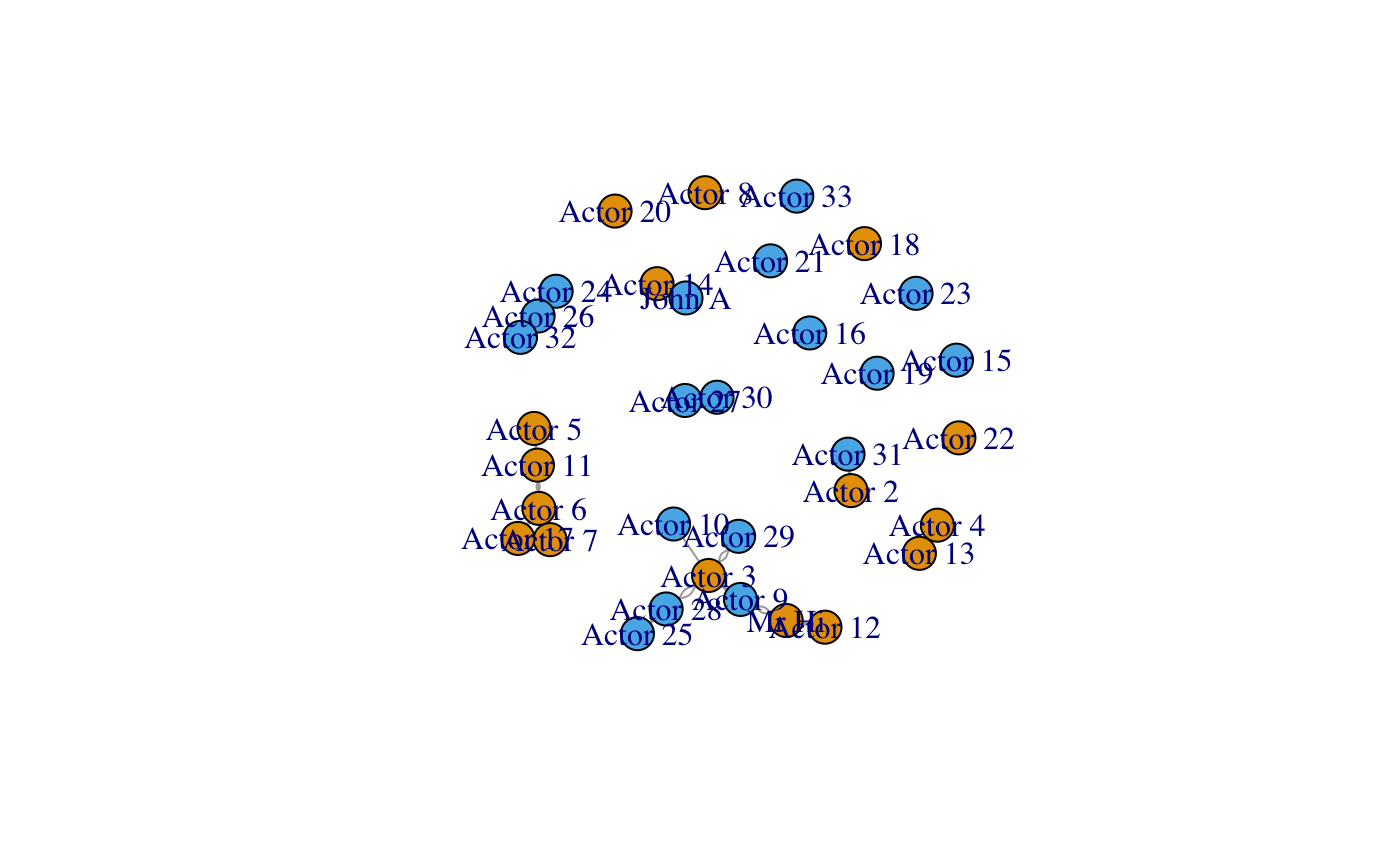 Actor 8
Actor 33
Actor 20
Actor 18
Actor 21
Actor 14
Actor 24
Actor 23
John A
Actor 26
Actor 16
Actor 32
Actor 15
Actor 19
Actor 30
Actor 27
Actor 5
Actor 22
Actor 31
Actor 11
Actor 2
Actor 6
Actor 10
Actor 4
Actor 29
Actor 17
Actor 7
Actor 13
Actor 3
Actor 9
Actor 28
Mr Hi
Actor 12
Actor 25